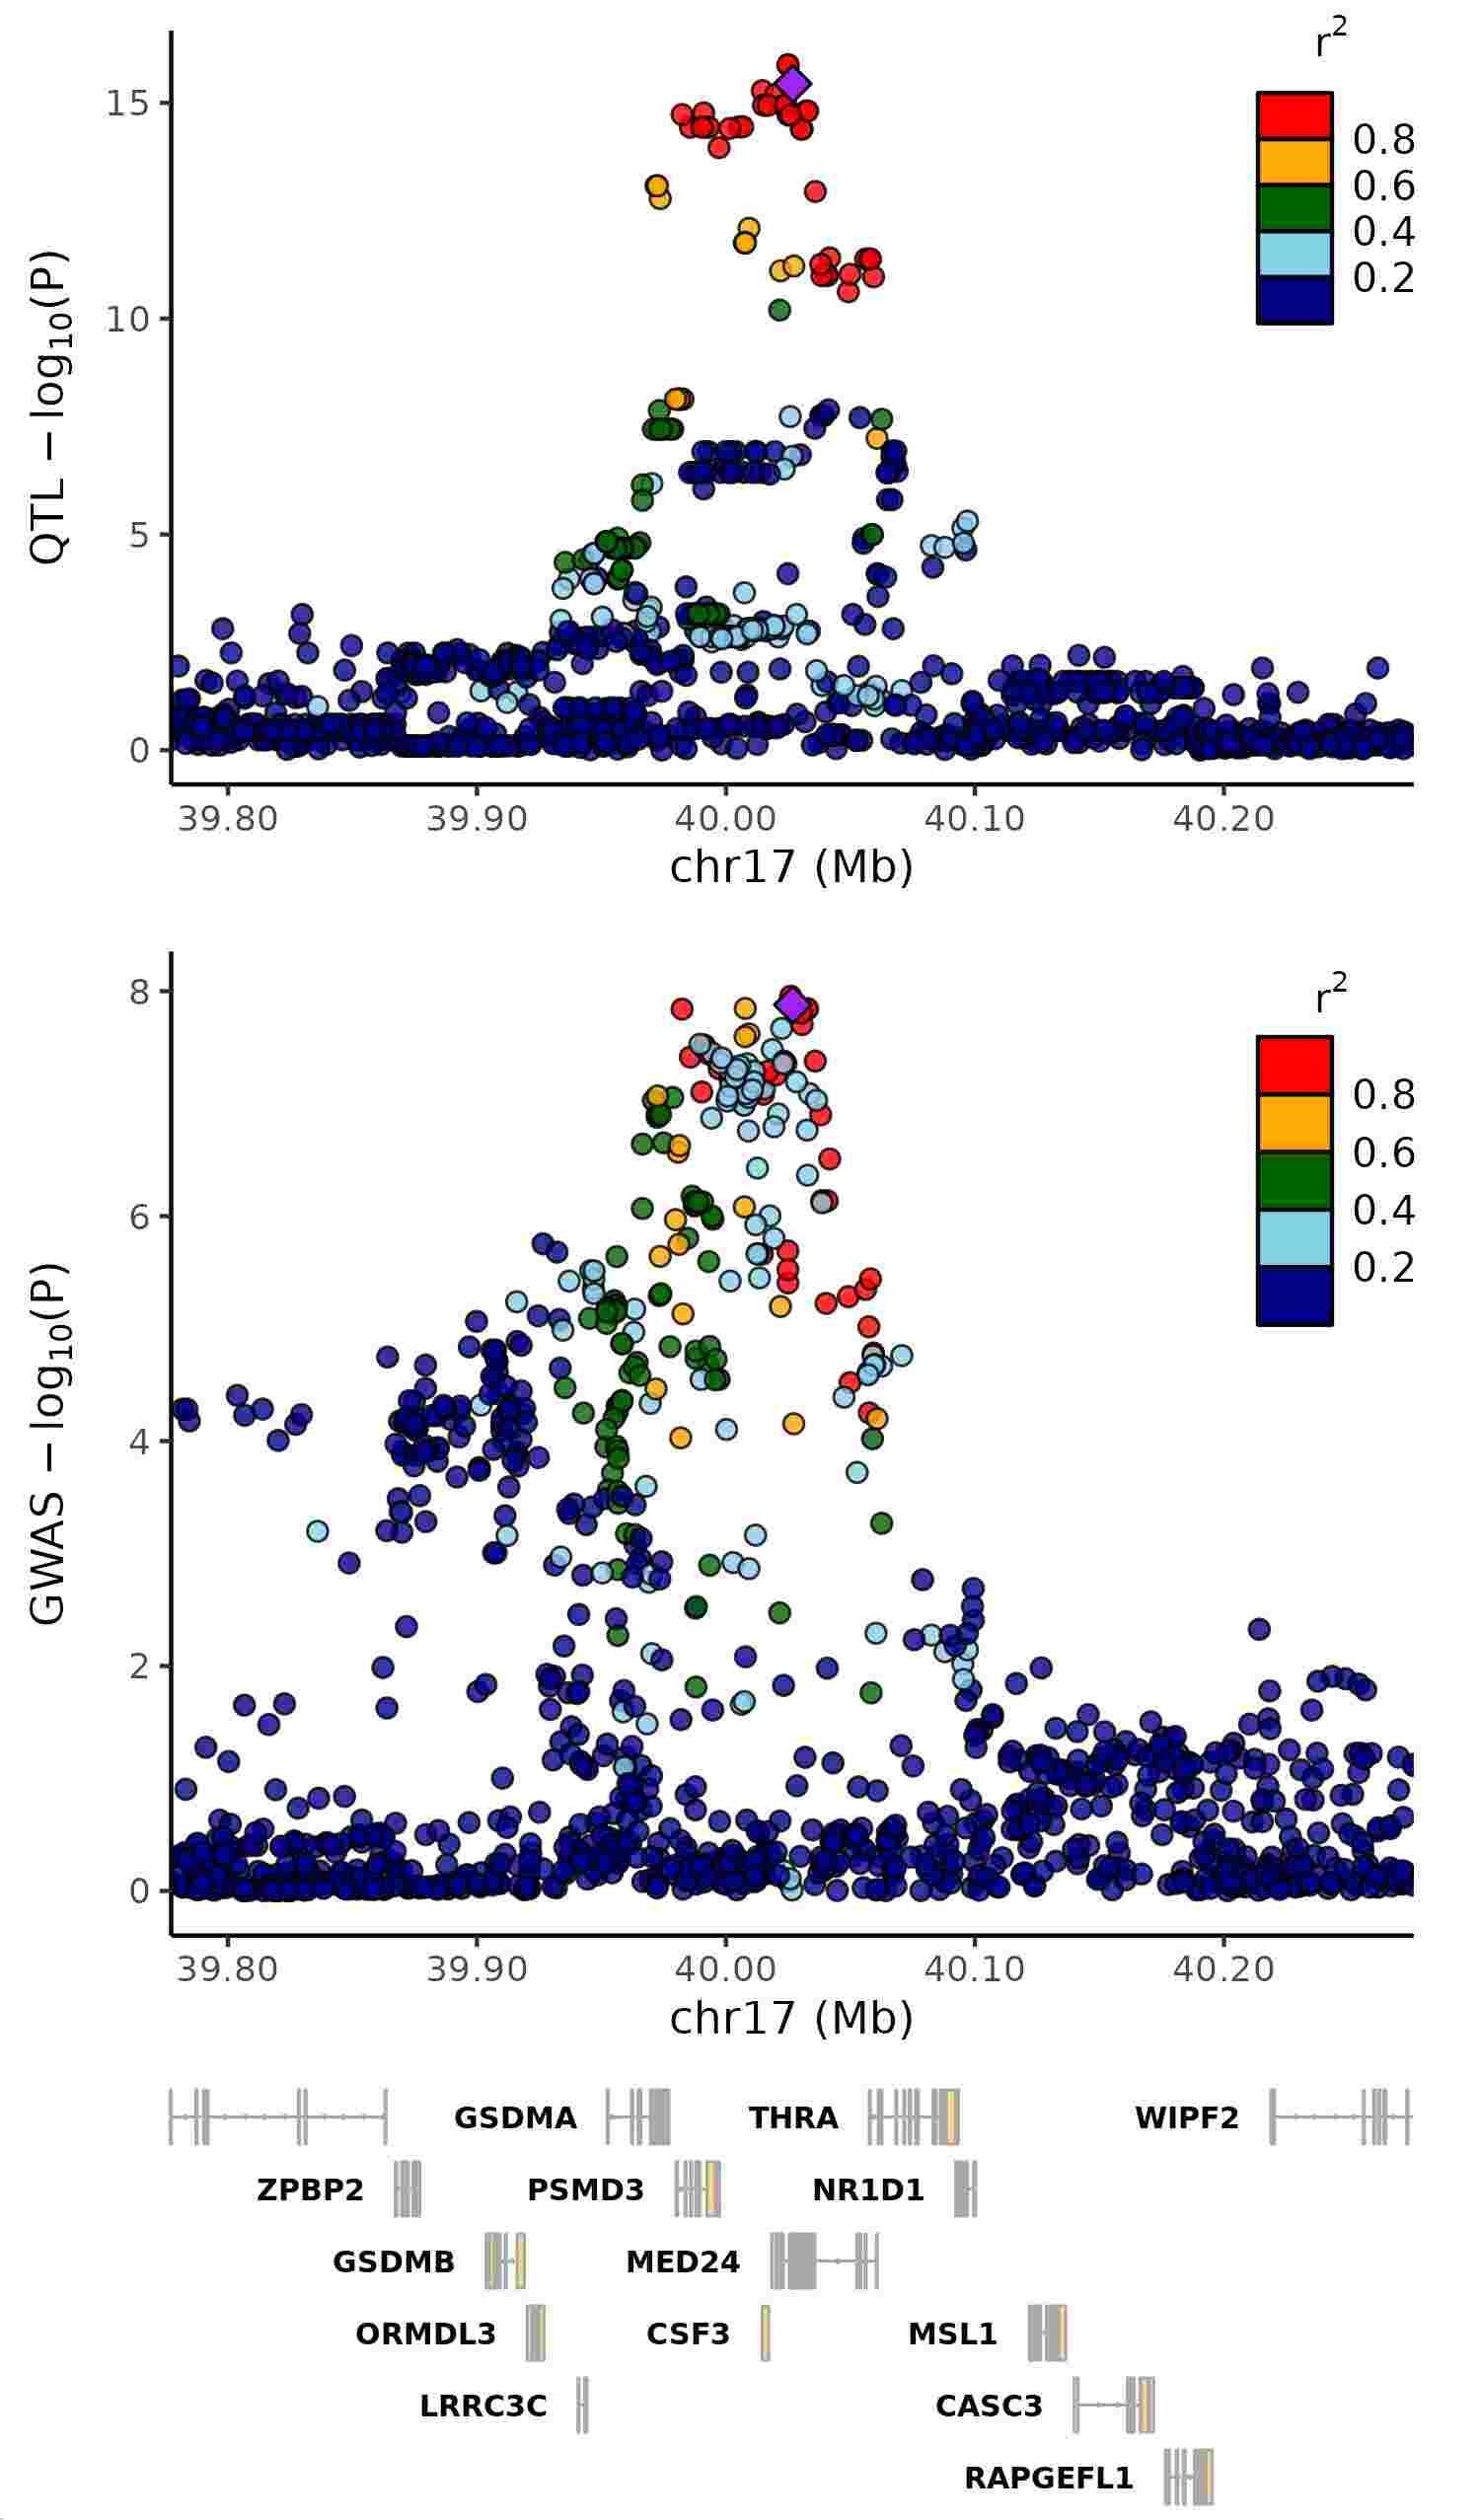 r²
15
10
5
0
QTL − log₁₀(P)
0.8
0.6
0.4
0.2
39.80 39.90 40.00 40.10 40.20
chr17 (Mb)
r²
8
6
4
2
0
GWAS − log₁₀(P)
0.8
0.6
0.4
0.2
39.80 39.90 40.00 40.10 40.20
chr17 (Mb)
GSDMA THRA WIPF2
ZPBP2 PSMD3 NR1D1
GSDMB MED24
ORMDL3 CSF3 MSL1
LRRC3C CASC3
RAPGEFL1